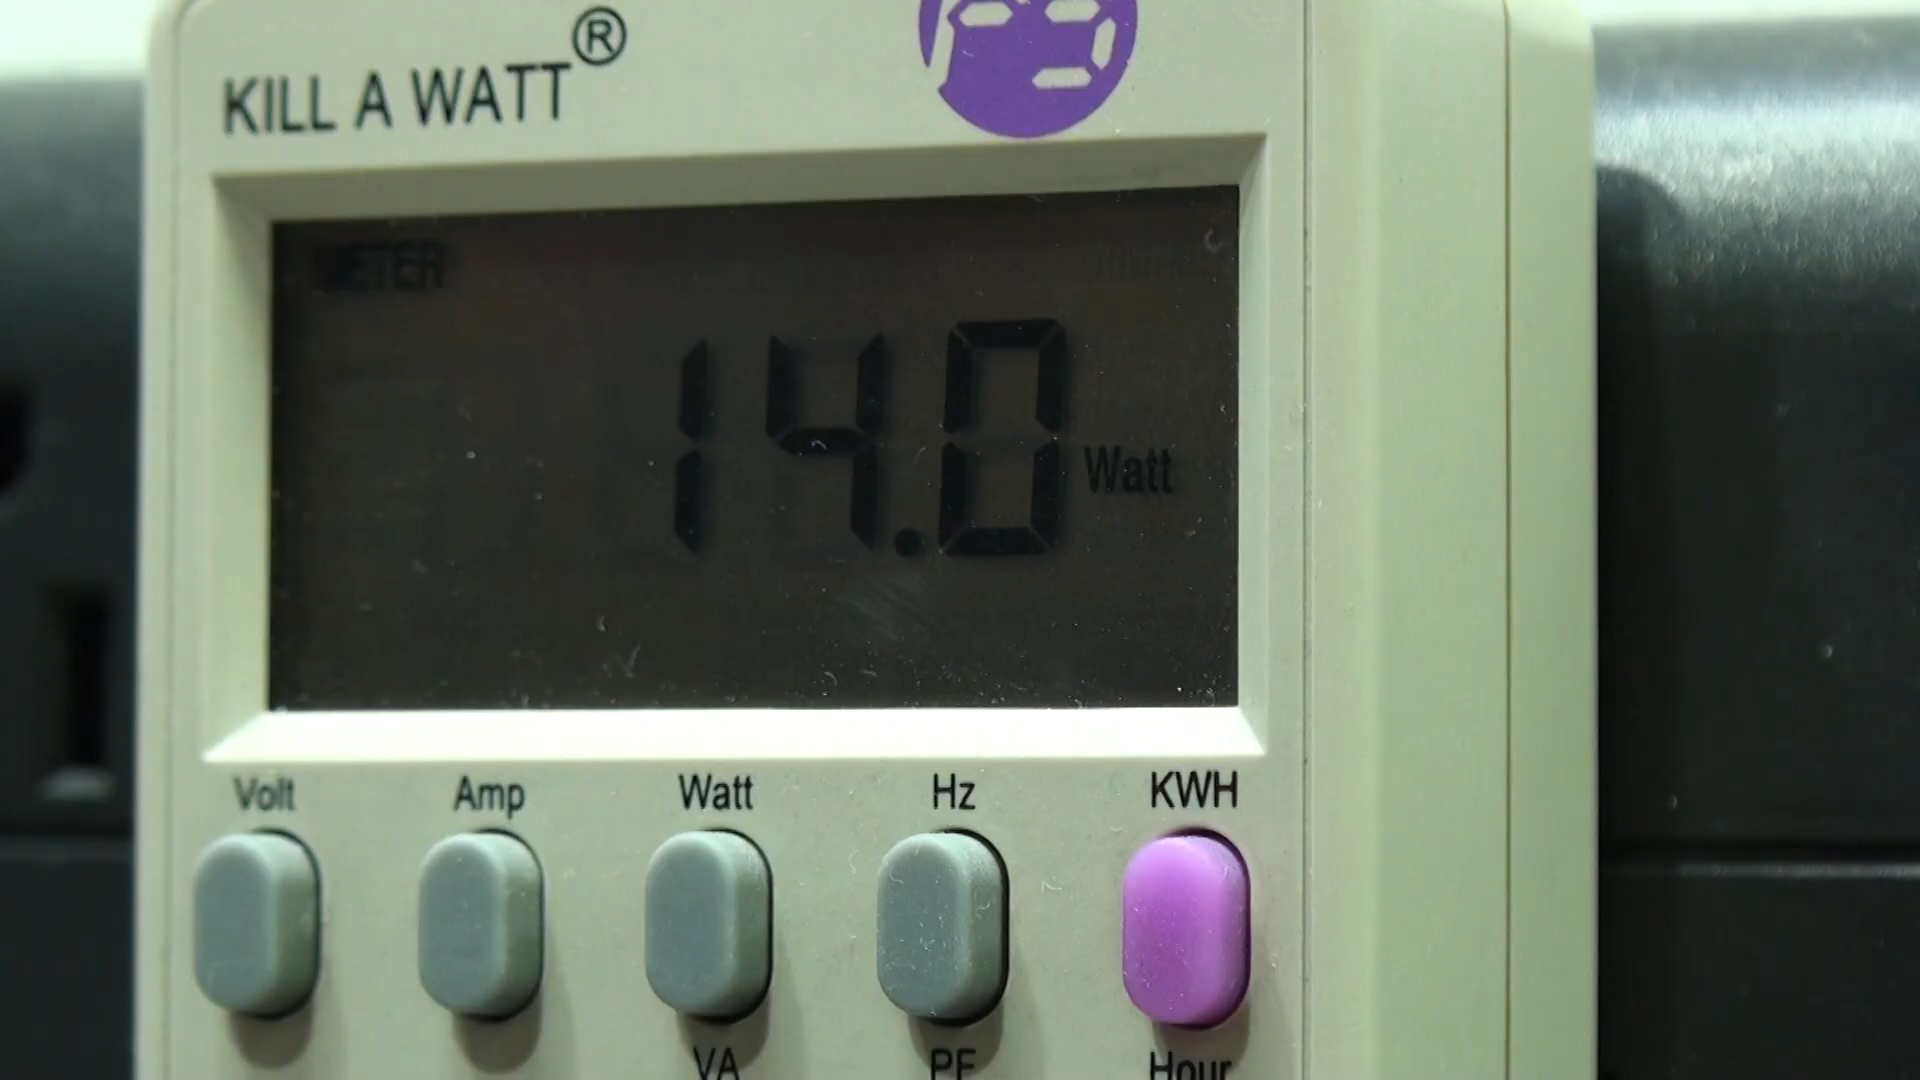 KILL A WATT®
METER
14.0 Watt
Volt Amp Watt Hz KWH
VA PF Hour